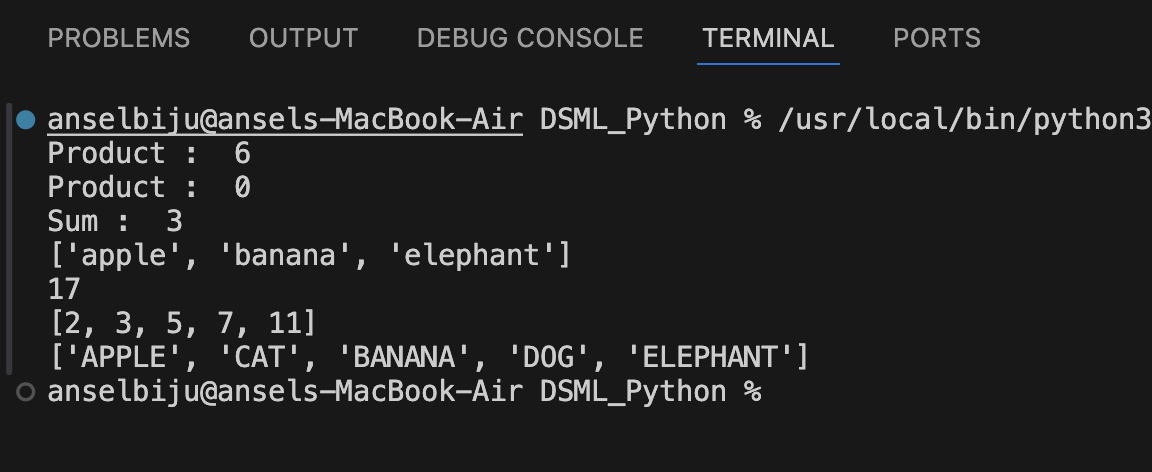 PROBLEMS OUTPUT DEBUG CONSOLE TERMINAL PORTS
anselbiju@ansels-MacBook-Air DSML_Python % /usr/local/bin/python3
Product :  6
Product :  0
Sum :  3
['apple', 'banana', 'elephant']
17
[2, 3, 5, 7, 11]
['APPLE', 'CAT', 'BANANA', 'DOG', 'ELEPHANT']
anselbiju@ansels-MacBook-Air DSML_Python %